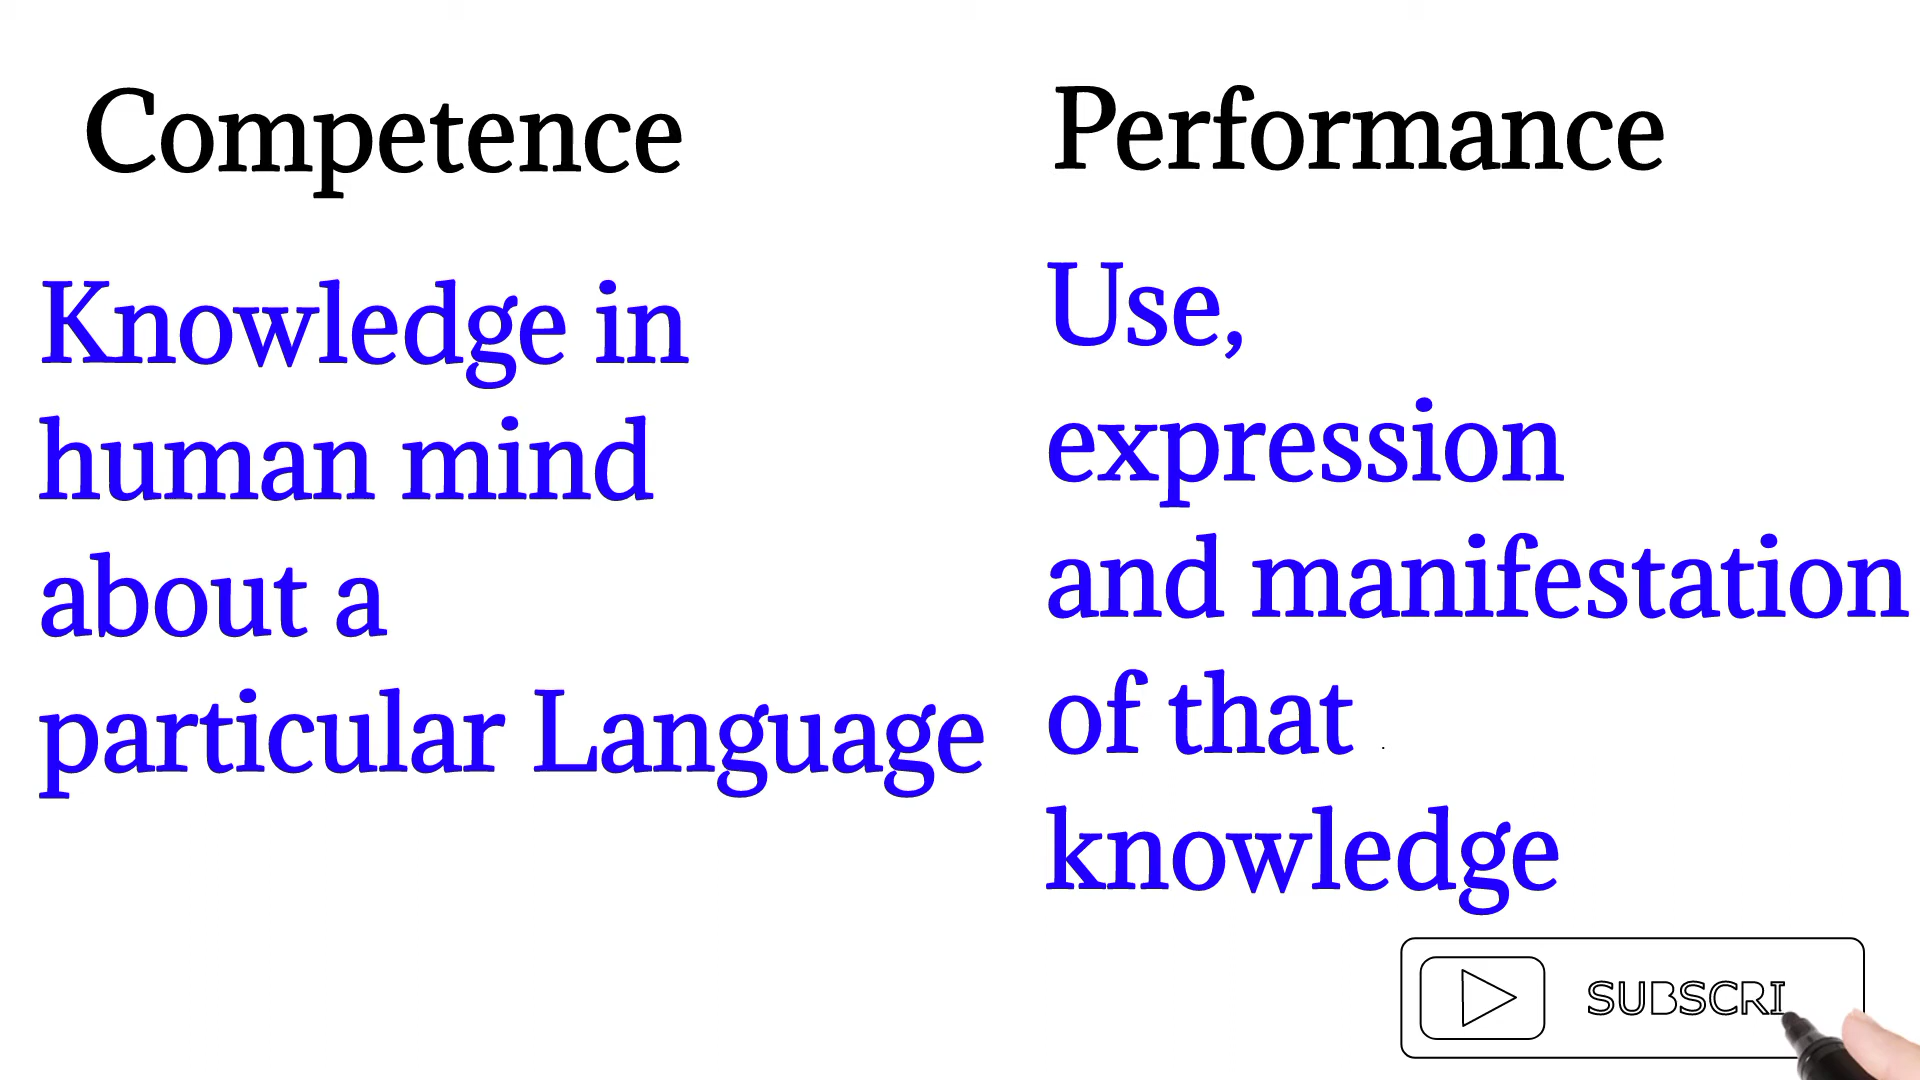 Competence
Knowledge in
human mind
about a
particular Language
Performance
Use,
expression
and manifestation
of that
knowledge
SUBSCRI